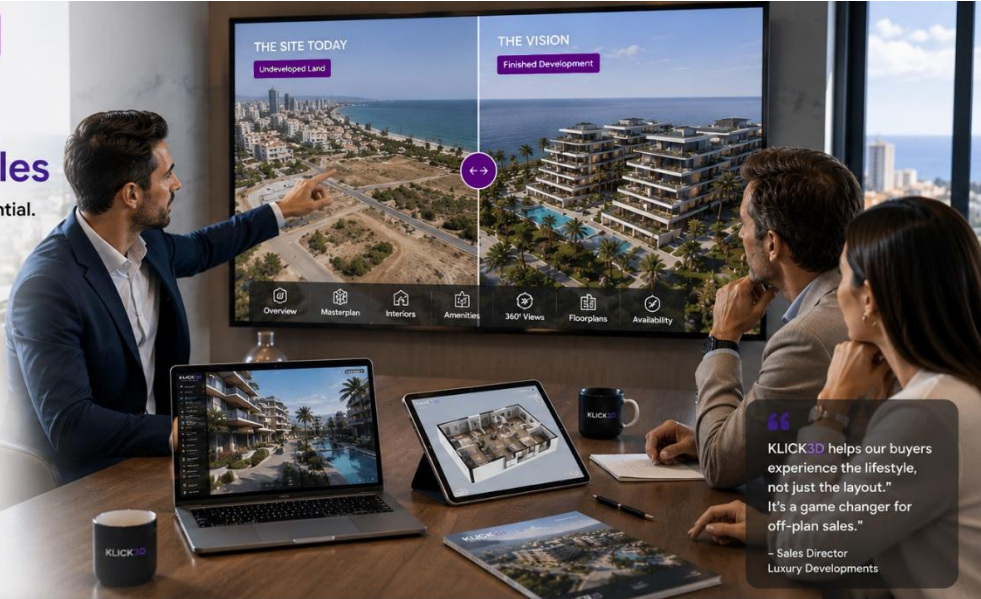 les
ntial.
THE SITE TODAY
Undeveloped Land
THE VISION
Finished Development
Overview
Masterplan
Interiors
Amenities
360° Views
Floorplans
Availability
KLICK3D
KLICK3D
KLICK3D
KLICK3D
KLICK3D helps our buyers
experience the lifestyle,
not just the layout.”
It’s a game changer for
off-plan sales.”
– Sales Director
Luxury Developments